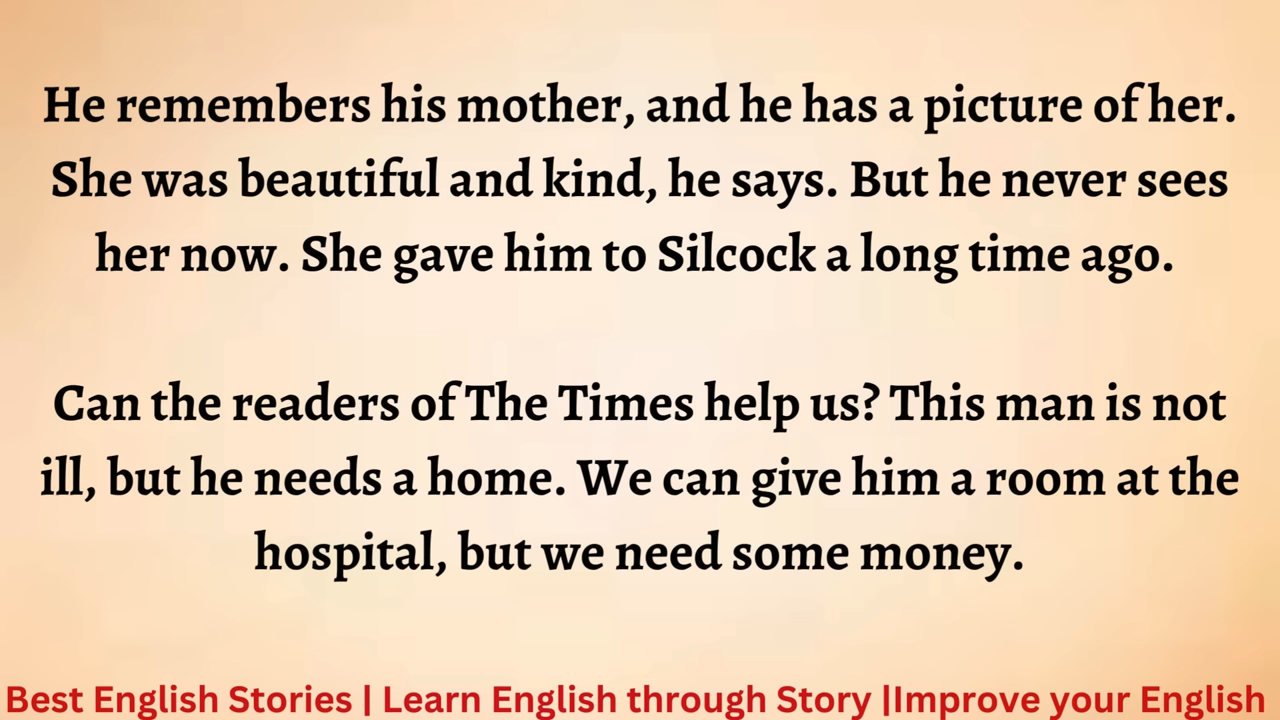 He remembers his mother, and he has a picture of her.
She was beautiful and kind, he says. But he never sees
her now. She gave him to Silcock a long time ago.
Can the readers of The Times help us? This man is not
ill, but he needs a home. We can give him a room at the
hospital, but we need some money.
Best English Stories | Learn English through Story |Improve your English